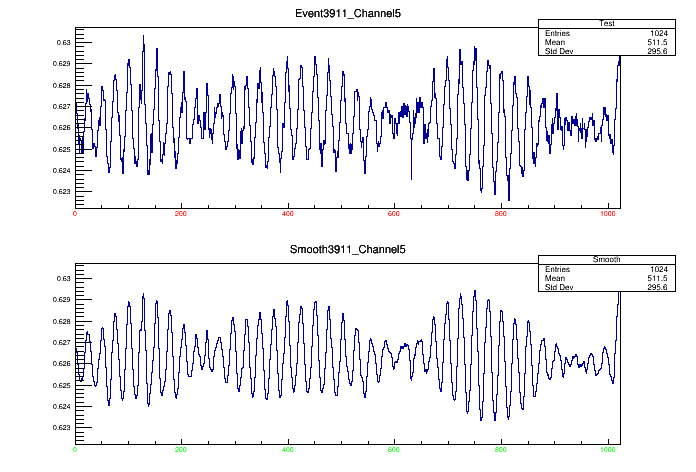 Event3911_Channel5
Test
Entries 1024
Mean 511.5
Std Dev 295.6
0.63
0.629
0.628
0.627
0.626
0.625
0.624
0.623
0 200 400 600 800 1000
Smooth3911_Channel5
Smooth
Entries 1024
Mean 511.5
Std Dev 295.6
0.63
0.629
0.628
0.627
0.626
0.625
0.624
0.623
0 200 400 600 800 1000